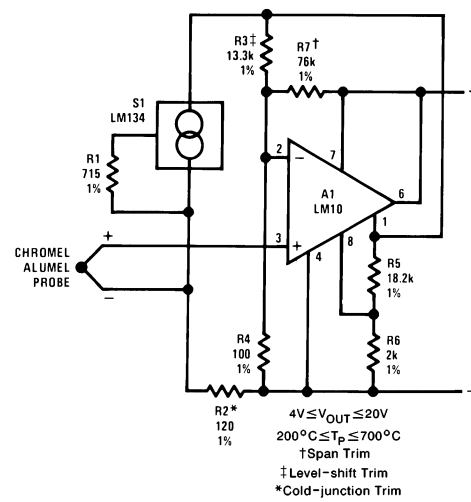 R3‡
13.3k
1%
R7†
76k
1%
S1
LM134
R1
715
1%
2
−
7
A1
LM10
6
1
3
+
4
8
+
CHROMEL
ALUMEL
PROBE
−
R5
18.2k
1%
R4
100
1%
R6
2k
1%
R2*
120
1%
4V≤VOUT≤20V
200°C≤TP≤700°C
†Span Trim
‡Level-shift Trim
*Cold-junction Trim